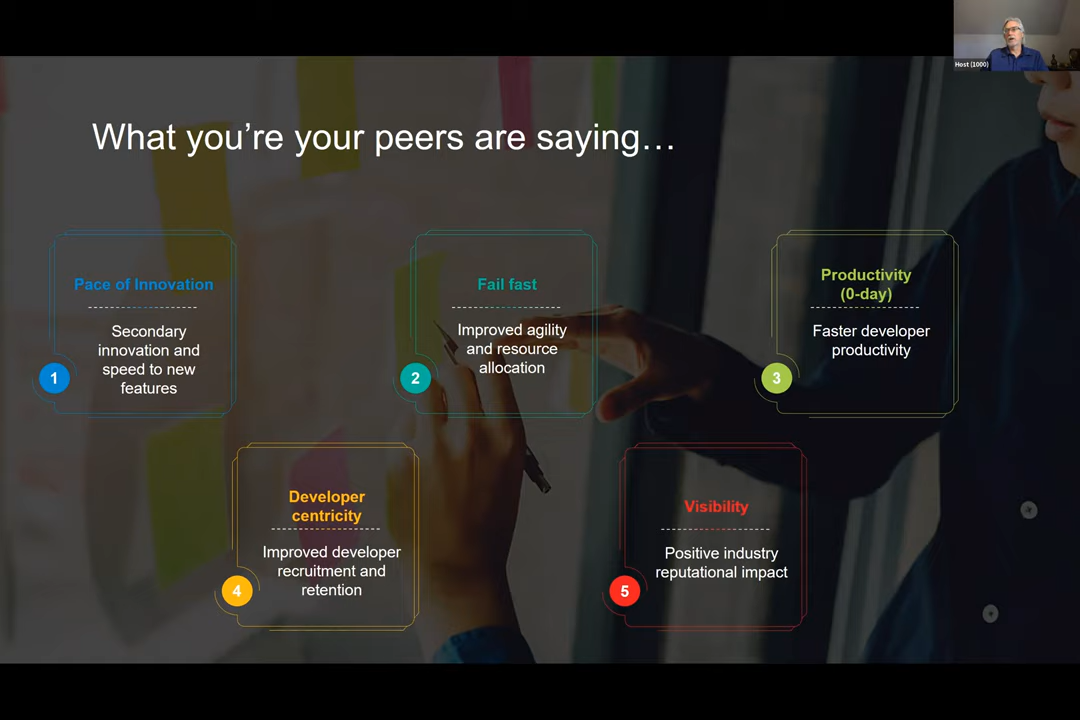 Host (1000)
What you're your peers are saying…
Pace of Innovation
Secondary
innovation and
speed to new
features
1
Fail fast
Improved agility
and resource
allocation
2
Productivity
(0-day)
Faster developer
productivity
3
Developer
centricity
Improved developer
recruitment and
retention
4
Visibility
Positive industry
reputational impact
5